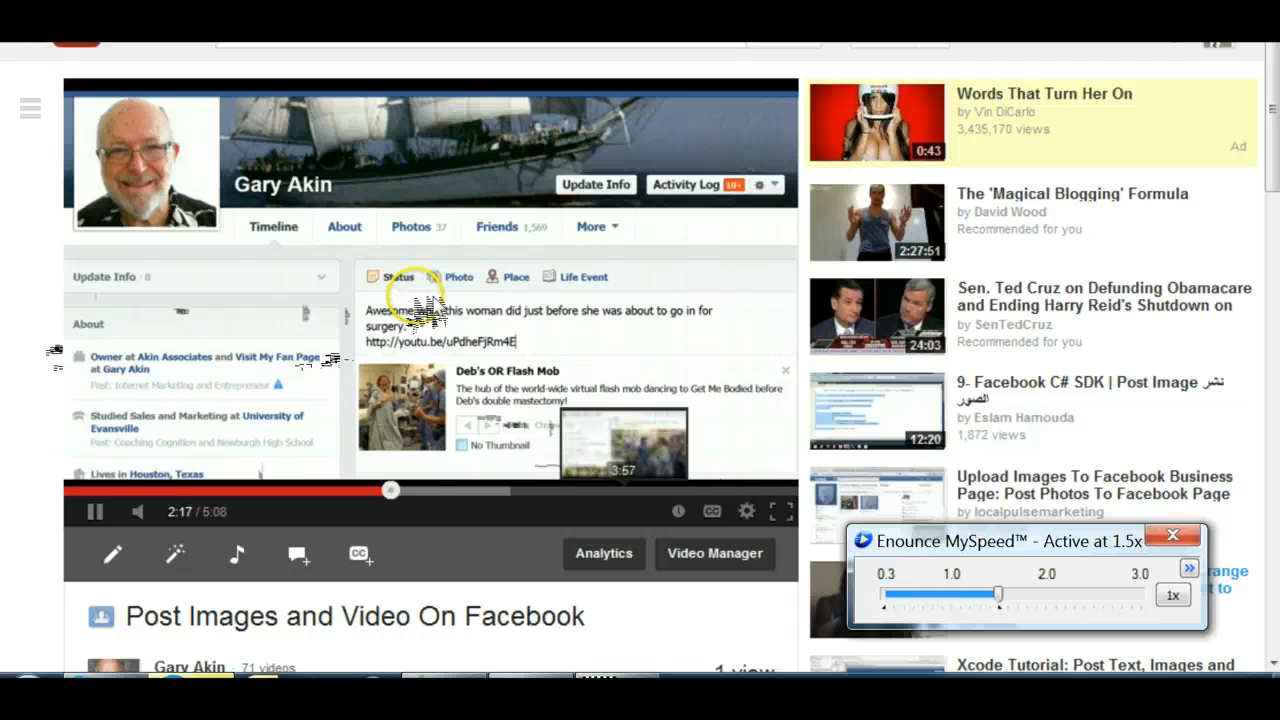 Gary Akin
Update Info
Activity Log 10+
Timeline
About
Photos 37
Friends 1,569
More
Update Info · 8
About
Owner at Akin Associates and Visit My Fan Page
at Gary Akin
Past: Internet Marketing and Entrepreneur
Studied Sales and Marketing at University of
Evansville
Past: Coaching Cognition and Newburgh High School
Lives in Houston, Texas
Status
Photo
Place
Life Event
Awesome this woman did just before she was about to go in for
surgery.
http://youtu.be/uPdheFjRm4E
Deb's OR Flash Mob
The hub of the world-wide virtual flash mob dancing to Get Me Bodied before
Deb's double mastectomy!
No Thumbnail
3:57
2:17 / 5:08
CC
CC
Analytics
Video Manager
Post Images and Video On Facebook
Gary Akin · 71 videos
1 view
Words That Turn Her On
by Vin DiCarlo
3,435,170 views
Ad
0:43
The 'Magical Blogging' Formula
by David Wood
Recommended for you
2:27:51
Sen. Ted Cruz on Defunding Obamacare
and Ending Harry Reid's Shutdown on
by SenTedCruz
Recommended for you
24:03
9- Facebook C# SDK | Post Image نشر
الصور
by Eslam Hamouda
1,872 views
12:20
Upload Images To Facebook Business
Page: Post Photos To Facebook Page
by localpulsemarketing
Enounce MySpeed™ - Active at 1.5x
0.3 1.0 2.0 3.0
1x
range
t to
Xcode Tutorial: Post Text, Images and